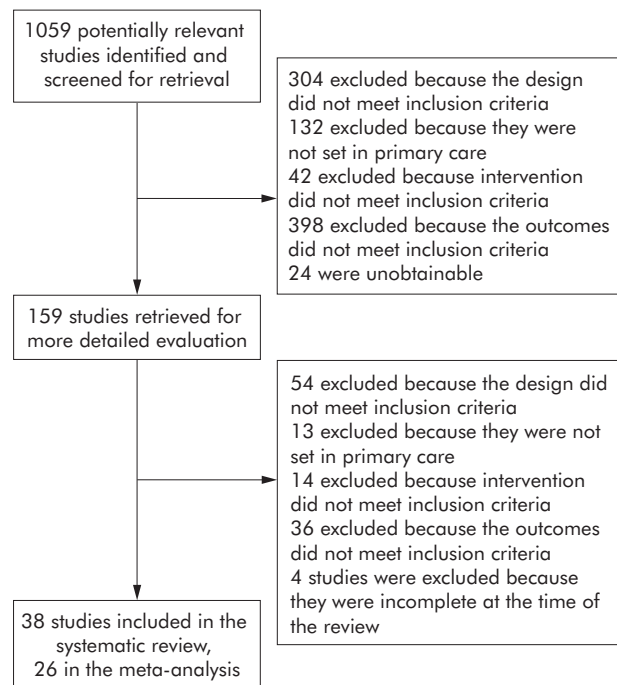 1059 potentially relevant
studies identified and
screened for retrieval
304 excluded because the design
did not meet inclusion criteria
132 excluded because they were
not set in primary care
42 excluded because intervention
did not meet inclusion criteria
398 excluded because the outcomes
did not meet inclusion criteria
24 were unobtainable
159 studies retrieved for
more detailed evaluation
54 excluded because the design did
not meet inclusion criteria
13 excluded because they were not
set in primary care
14 excluded because intervention
did not meet inclusion criteria
36 excluded because the outcomes
did not meet inclusion criteria
4 studies were excluded because
they were incomplete at the time of
the review
38 studies included in the
systematic review,
26 in the meta-analysis